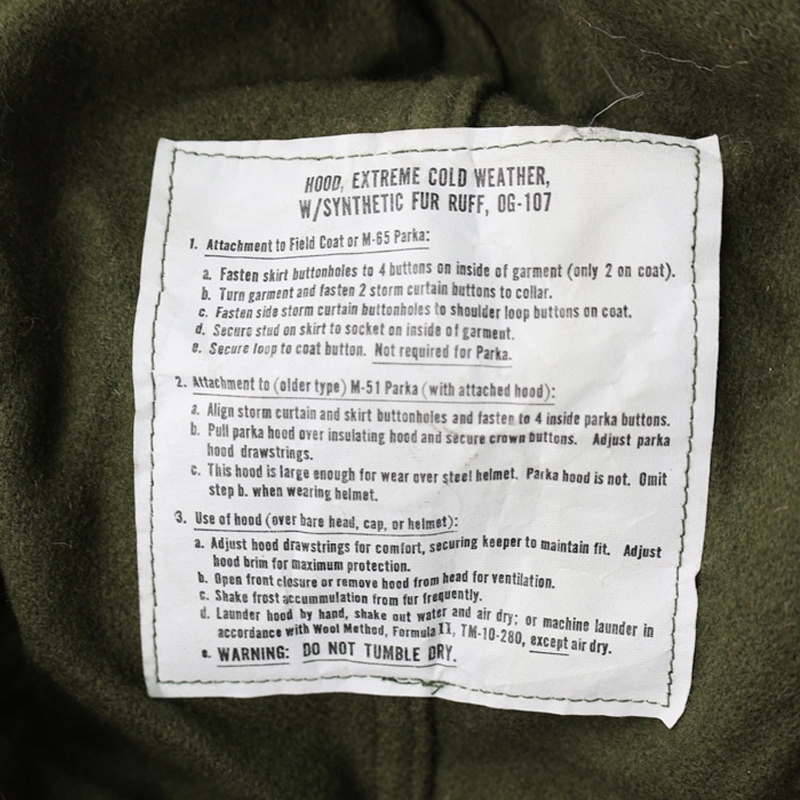 HOOD, EXTREME COLD WEATHER,
W/SYNTHETIC FUR RUFF, OG-107
1. Attachment to Field Coat or M-65 Parka:
a. Fasten skirt buttonholes to 4 buttons on inside of garment (only 2 on coat).
b. Turn garment and fasten 2 storm curtain buttons to collar.
c. Fasten side storm curtain buttonholes to shoulder loop buttons on coat.
d. Secure stud on skirt to socket on inside of garment.
e. Secure loop to coat button. Not required for Parka.
2. Attachment to (older type) M-51 Parka (with attached hood):
a. Align storm curtain and skirt buttonholes and fasten to 4 inside parka buttons.
b. Pull parka hood over insulating hood and secure crown buttons. Adjust parka
hood drawstrings.
c. This hood is large enough for wear over steel helmet. Parka hood is not. Omit
step b. when wearing helmet.
3. Use of hood (over bare head, cap, or helmet):
a. Adjust hood drawstrings for comfort, securing keeper to maintain fit. Adjust
hood brim for maximum protection.
b. Open front closure or remove hood from head for ventilation.
c. Shake frost accummulation from fur frequently.
d. Launder hood by hand, shake out water and air dry; or machine launder in
accordance with Wool Method, Formula II, TM-10-280, except air dry.
e. WARNING: DO NOT TUMBLE DRY.